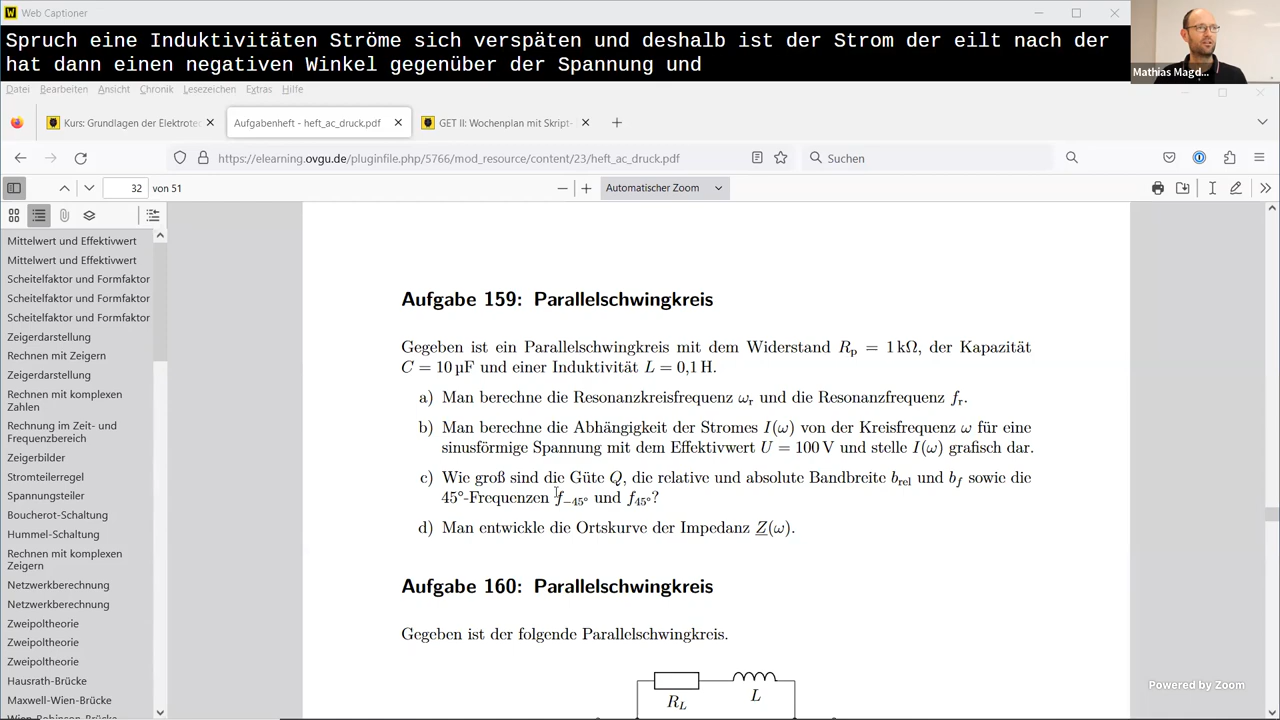 Web Captioner
Spruch eine Induktivitäten Ströme sich verspäten und deshalb ist der Strom der eilt nach der
hat dann einen negativen Winkel gegenüber der Spannung und
Mathias Magd...
Datei Bearbeiten Ansicht Chronik Lesezeichen Extras Hilfe
Kurs: Grundlagen der Elektrote
Aufgabenheft - heft_ac_druck.pdf
GET II: Wochenplan mit Skript-
https://elearning.ovgu.de/pluginfile.php/5766/mod_resource/content/23/heft_ac_druck.pdf
Suchen
32 von 51
Automatischer Zoom
Mittelwert und Effektivwert
Mittelwert und Effektivwert
Scheitelfaktor und Formfaktor
Scheitelfaktor und Formfaktor
Scheitelfaktor und Formfaktor
Zeigerdarstellung
Rechnen mit Zeigern
Zeigerdarstellung
Rechnen mit komplexen
Zahlen
Rechnung im Zeit- und
Frequenzbereich
Zeigerbilder
Stromteilerregel
Spannungsteiler
Boucherot-Schaltung
Hummel-Schaltung
Rechnen mit komplexen
Zeigern
Netzwerkberechnung
Netzwerkberechnung
Zweipoltheorie
Zweipoltheorie
Zweipoltheorie
Hausrath-Brücke
Maxwell-Wien-Brücke
Wien-Robinson-Brücke
Aufgabe 159: Parallelschwingkreis
Gegeben ist ein Parallelschwingkreis mit dem Widerstand Rp = 1 kΩ, der Kapazität
C = 10 µF und einer Induktivität L = 0,1 H.
a) Man berechne die Resonanzkreisfrequenz ωr und die Resonanzfrequenz fr.
b) Man berechne die Abhängigkeit der Stromes I(ω) von der Kreisfrequenz ω für eine
sinusförmige Spannung mit dem Effektivwert U = 100 V und stelle I(ω) grafisch dar.
c) Wie groß sind die Güte Q, die relative und absolute Bandbreite brel und bf sowie die
45°-Frequenzen f−45° und f45°?
d) Man entwickle die Ortskurve der Impedanz Z(ω).
Aufgabe 160: Parallelschwingkreis
Gegeben ist der folgende Parallelschwingkreis.
RL
L
Powered by Zoom